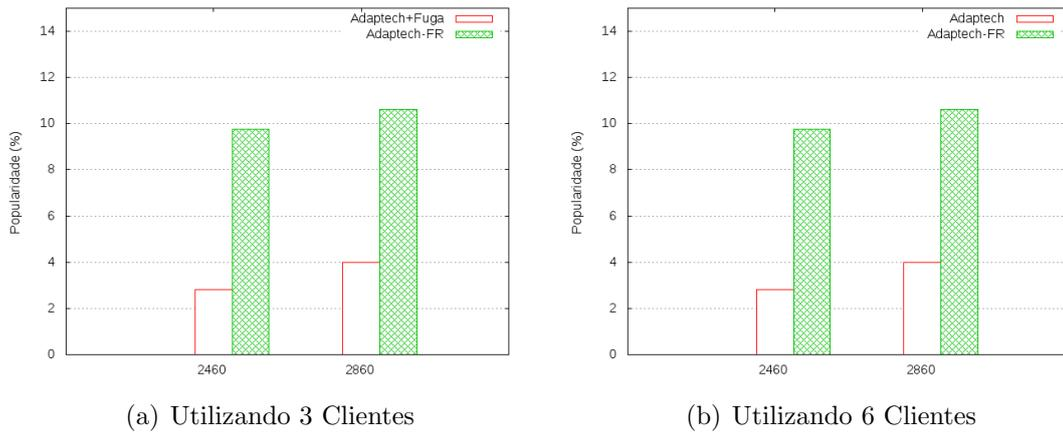 Adaptech+Fuga
Adaptech-FR
14
12
10
8
6
4
2
0
Popularidade (%)
2460
2860
(a) Utilizando 3 Clientes
Adaptech
Adaptech-FR
14
12
10
8
6
4
2
0
Popularidade (%)
2460
2860
(b) Utilizando 6 Clientes